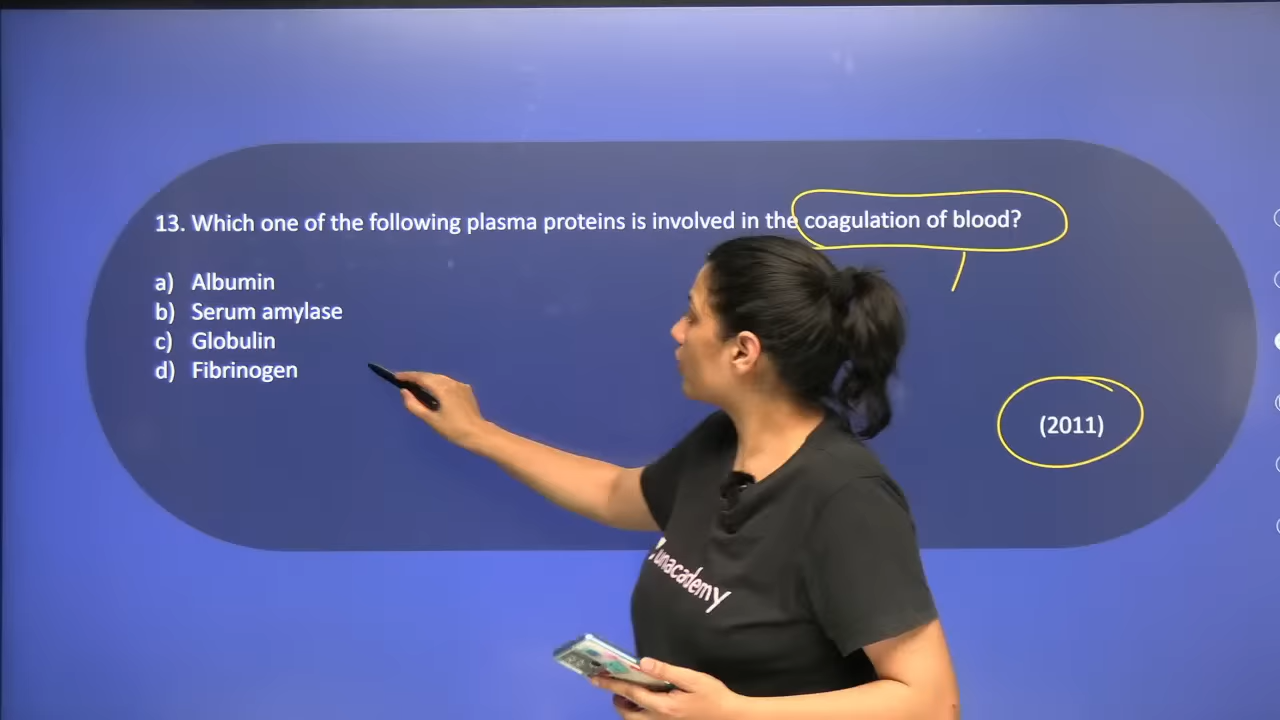 13. Which one of the following plasma proteins is involved in the coagulation of blood?
a) Albumin
b) Serum amylase
c) Globulin
d) Fibrinogen
(2011)
unacademy